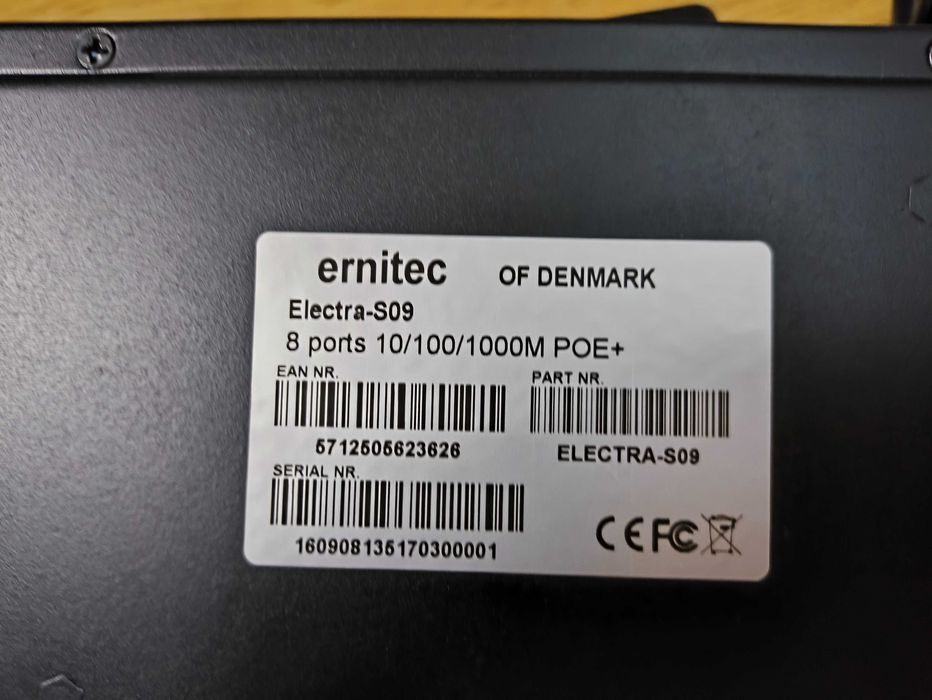 ernitec OF DENMARK
Electra-S09
8 ports 10/100/1000M POE+
EAN NR.
5712505623626
PART NR.
ELECTRA-S09
SERIAL NR.
160908135170300001
CE FC